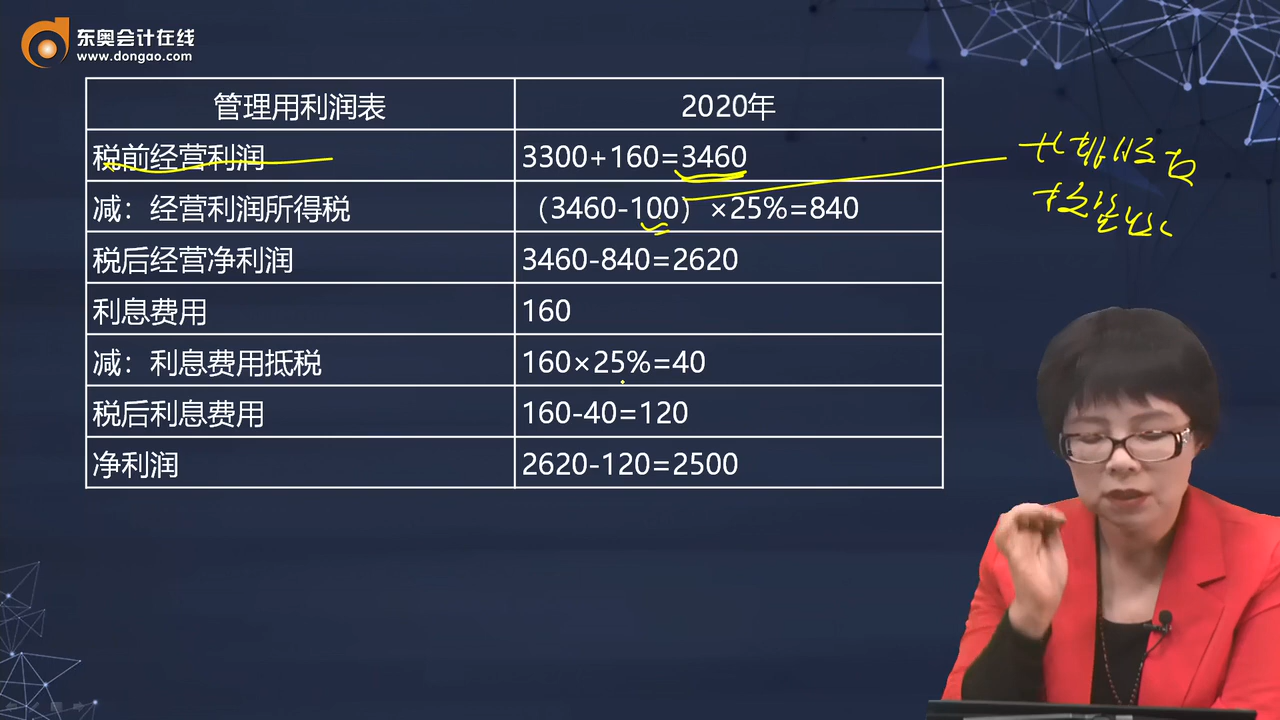 东奥会计在线
www.dongao.com
管理用利润表 2020年
税前经营利润 3300+160=3460
减：经营利润所得税 （3460-100）×25%=840
税后经营净利润 3460-840=2620
利息费用 160
减：利息费用抵税 160×25%=40
税后利息费用 160-40=120
净利润 2620-120=2500